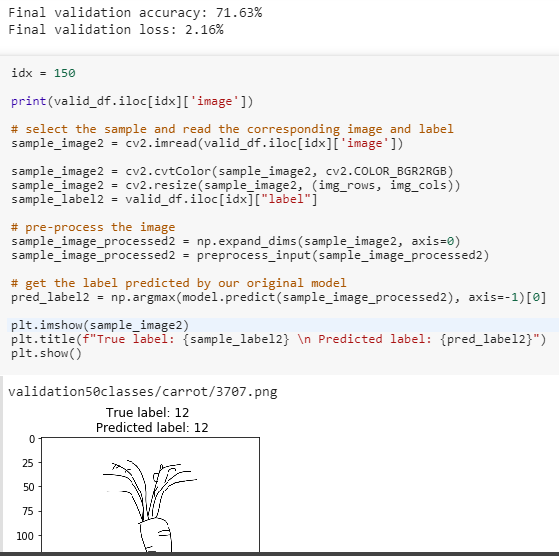 Final validation accuracy: 71.63%
Final validation loss: 2.16%
idx = 150
print(valid_df.iloc[idx]['image'])
# select the sample and read the corresponding image and label
sample_image2 = cv2.imread(valid_df.iloc[idx]['image'])
sample_image2 = cv2.cvtColor(sample_image2, cv2.COLOR_BGR2RGB)
sample_image2 = cv2.resize(sample_image2, (img_rows, img_cols))
sample_label2 = valid_df.iloc[idx]["label"]
# pre-process the image
sample_image_processed2 = np.expand_dims(sample_image2, axis=0)
sample_image_processed2 = preprocess_input(sample_image_processed2)
# get the label predicted by our original model
pred_label2 = np.argmax(model.predict(sample_image_processed2), axis=-1)[0]
plt.imshow(sample_image2)
plt.title(f"True label: {sample_label2} \n Predicted label: {pred_label2}")
plt.show()
validation50classes/carrot/3707.png
True label: 12
Predicted label: 12
0
25
50
75
100